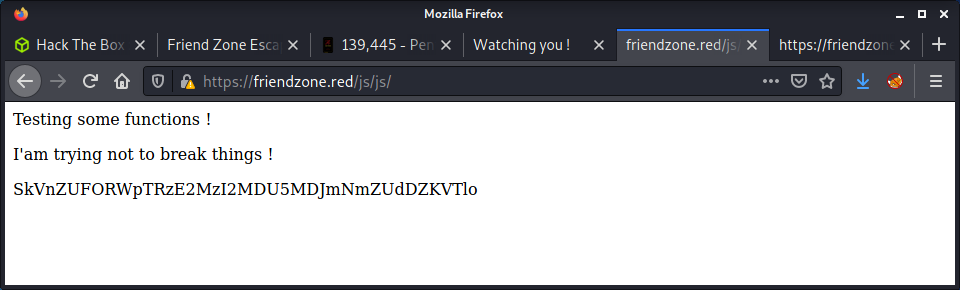 Mozilla Firefox
Hack The Box
Friend Zone Esca
139,445 - Pen
Watching you !
friendzone.red/js/
https://friendzone
https://friendzone.red/js/js/
Testing some functions !
I'am trying not to break things !
SkVnZUFORWpTRzE2MzI2MDU5MDJmNmZUdDZKVTlo